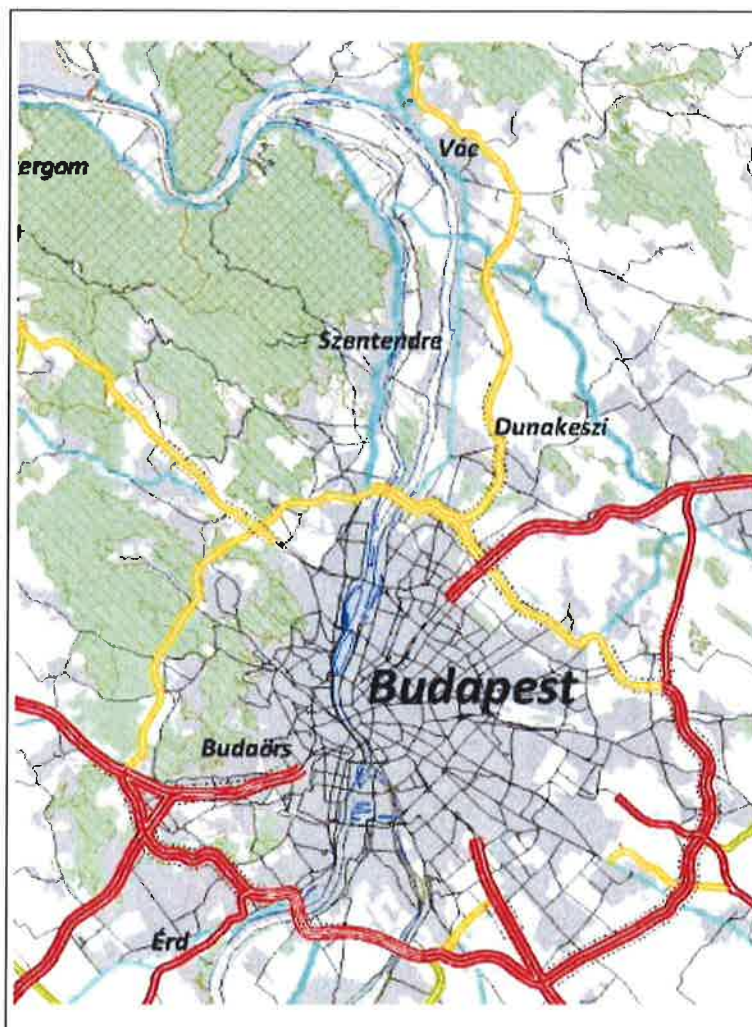 Vác
ergom
Szentendre
Dunakeszi
Budapest
Budaörs
Érd